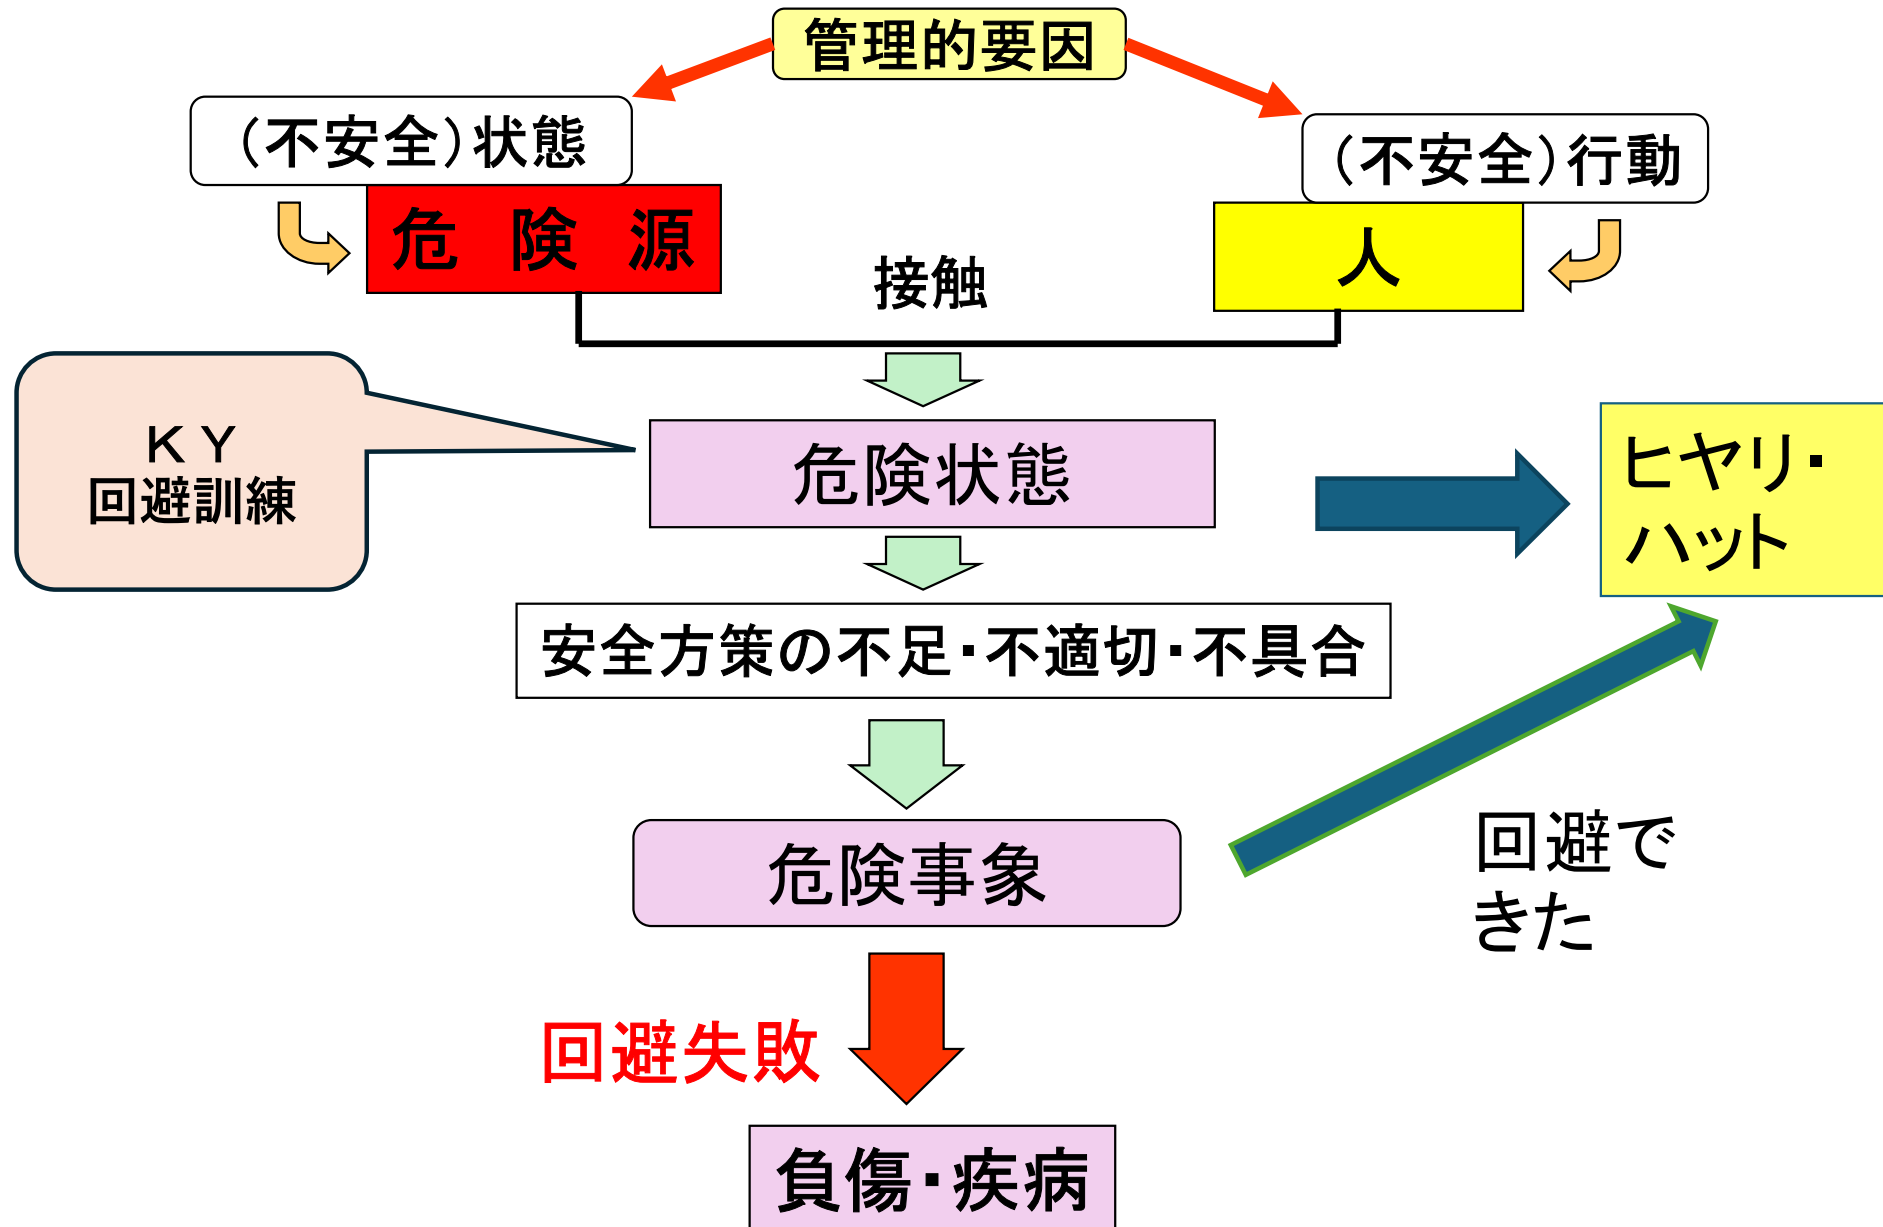 管理的要因
（不安全）状態
（不安全）行動
危 険 源
人
接触
ＫＹ
回避訓練
危険状態
ヒヤリ・
ハット
安全方策の不足・不適切・不具合
危険事象
回避で
きた
回避失敗
負傷・疾病